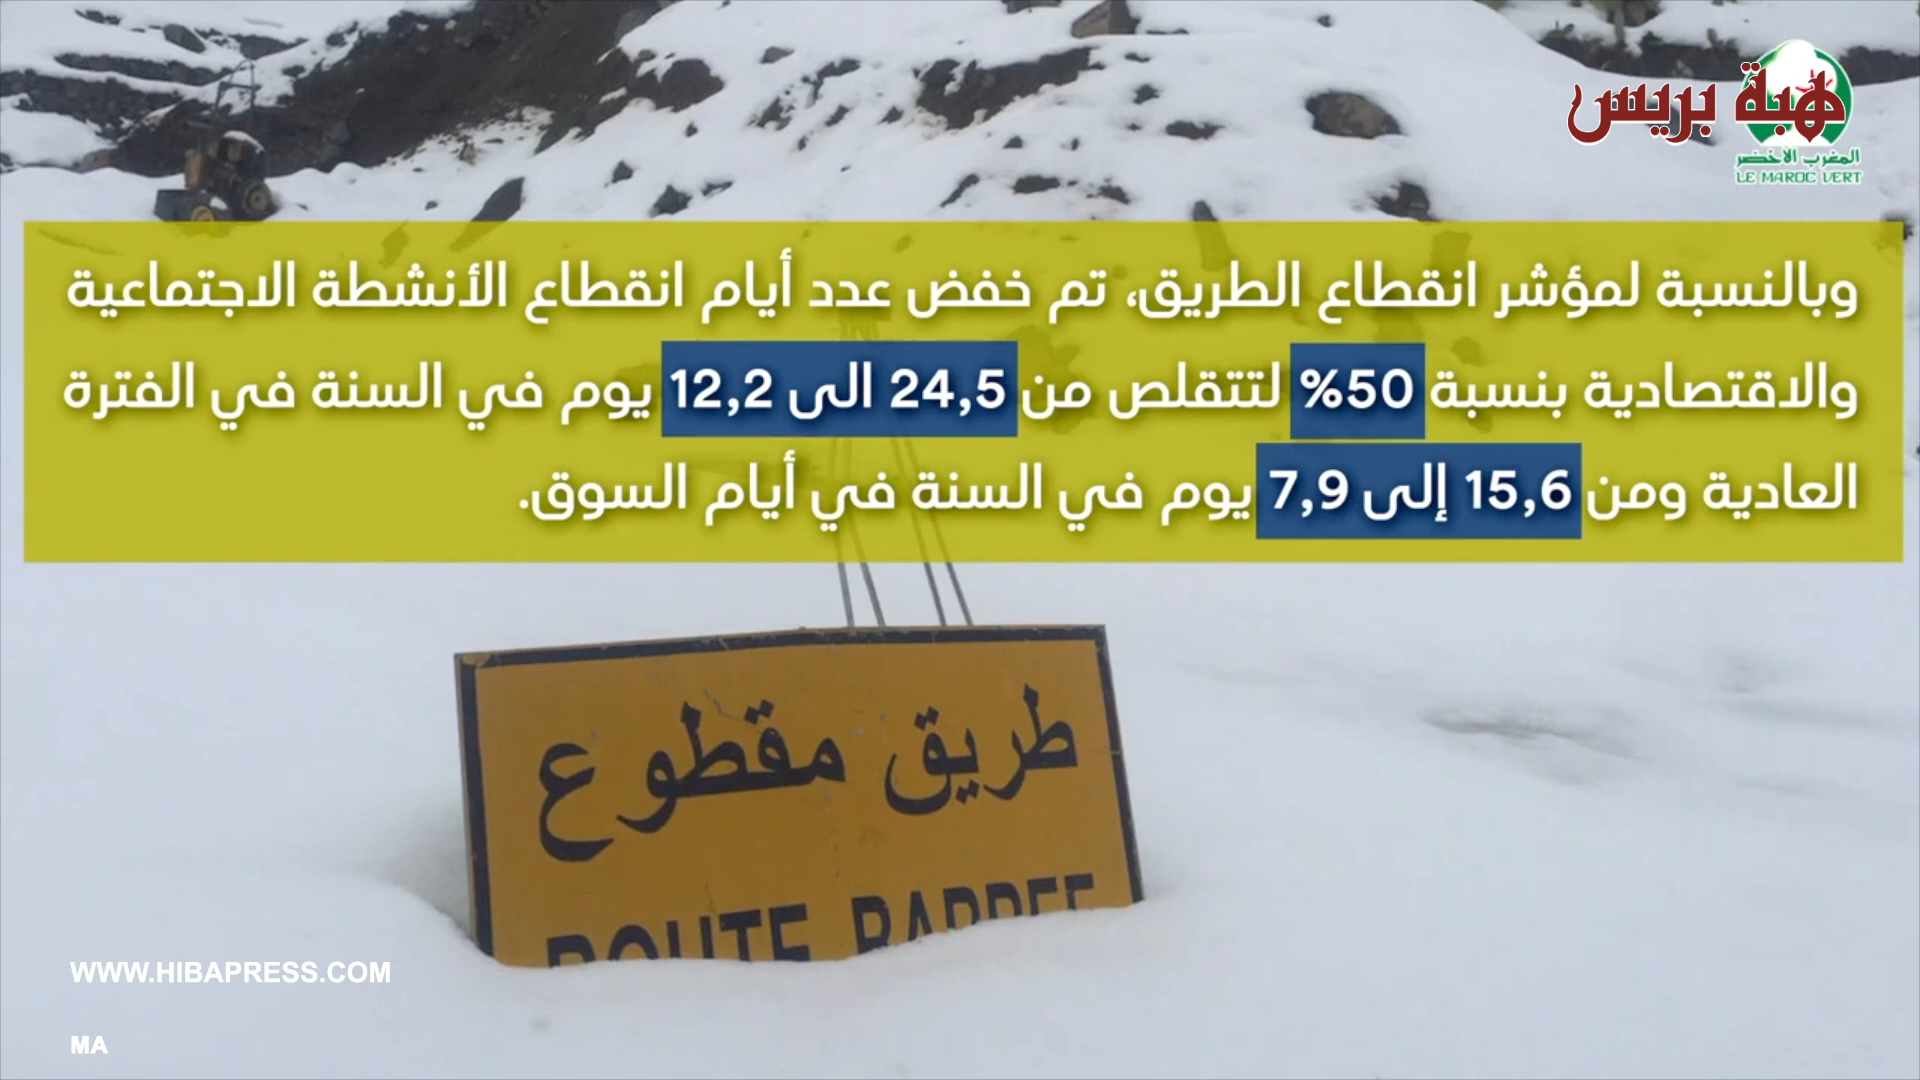 هبة بريس
المغرب الأخضر
LE MAROC VERT
وبالنسبة لمؤشر انقطاع الطريق، تم خفض عدد أيام انقطاع الأنشطة الاجتماعية
والاقتصادية بنسبة 50% لتتقلص من 24,5 الى 12,2 يوم في السنة في الفترة
العادية ومن 15,6 إلى 7,9 يوم في السنة في أيام السوق.
طريق مقطوع
ROUTE BARREE
WWW.HIBAPRESS.COM
MA